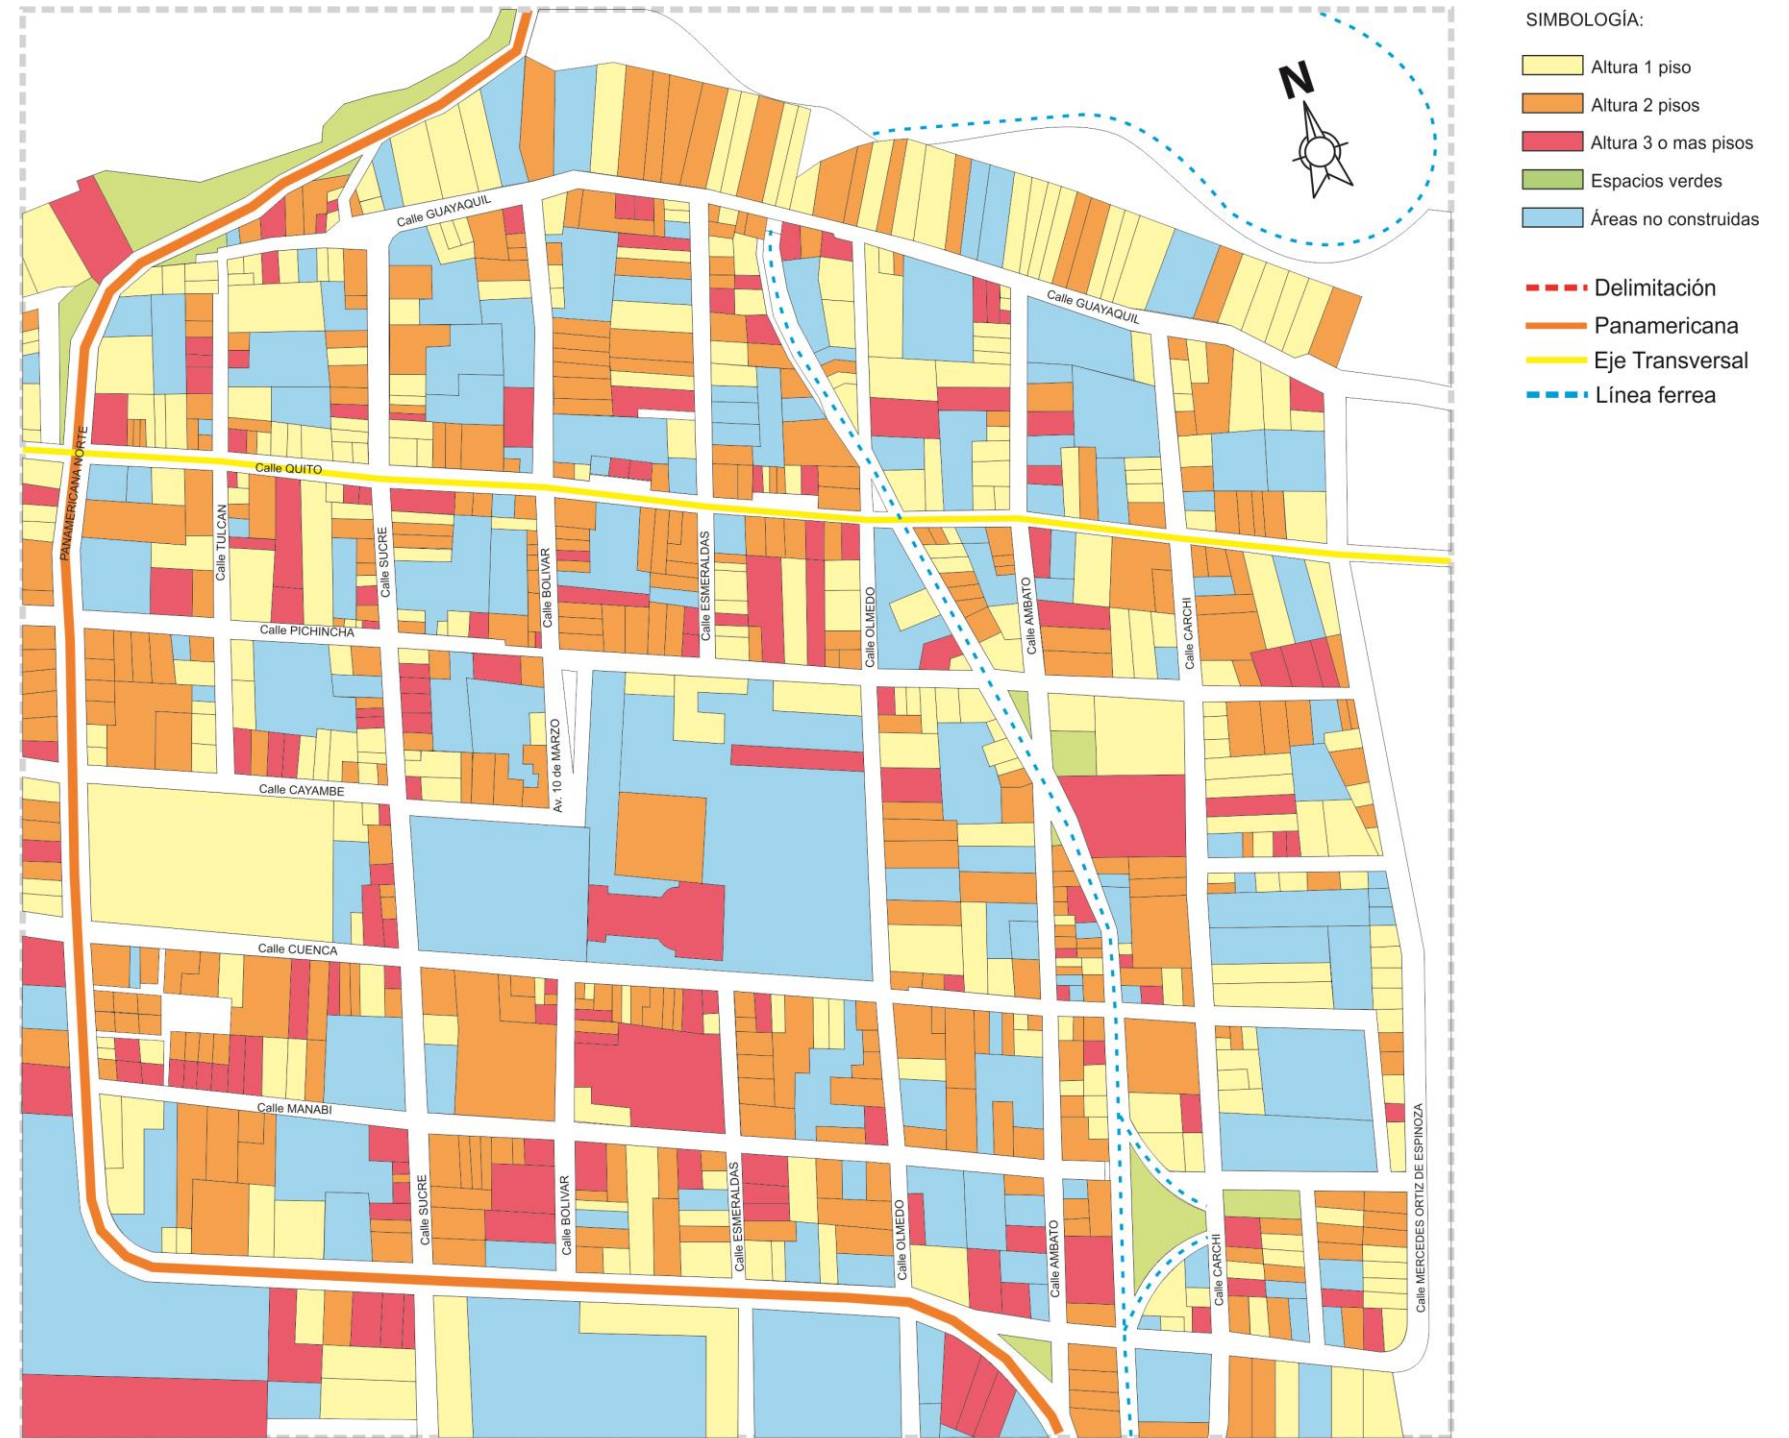 SIMBOLOGÍA:
Altura 1 piso
Altura 2 pisos
Altura 3 o mas pisos
Espacios verdes
Áreas no construidas
Delimitación
Panamericana
Eje Transversal
Línea ferrea
N
Calle GUAYAQUIL
Calle GUAYAQUIL
PANAMERICANA NORTE
Calle QUITO
Calle TULCAN
Calle SUCRE
Calle BOLIVAR
Calle ESMERALDAS
Calle OLMEDO
Calle AMBATO
Calle CARCHI
Calle PICHINCHA
Av. 10 de MARZO
Calle CAYAMBE
Calle CUENCA
Calle MANABI
Calle SUCRE
Calle BOLIVAR
Calle ESMERALDAS
Calle OLMEDO
Calle AMBATO
Calle CARCHI
Calle MERCEDES ORTIZ DE ESPINOZA